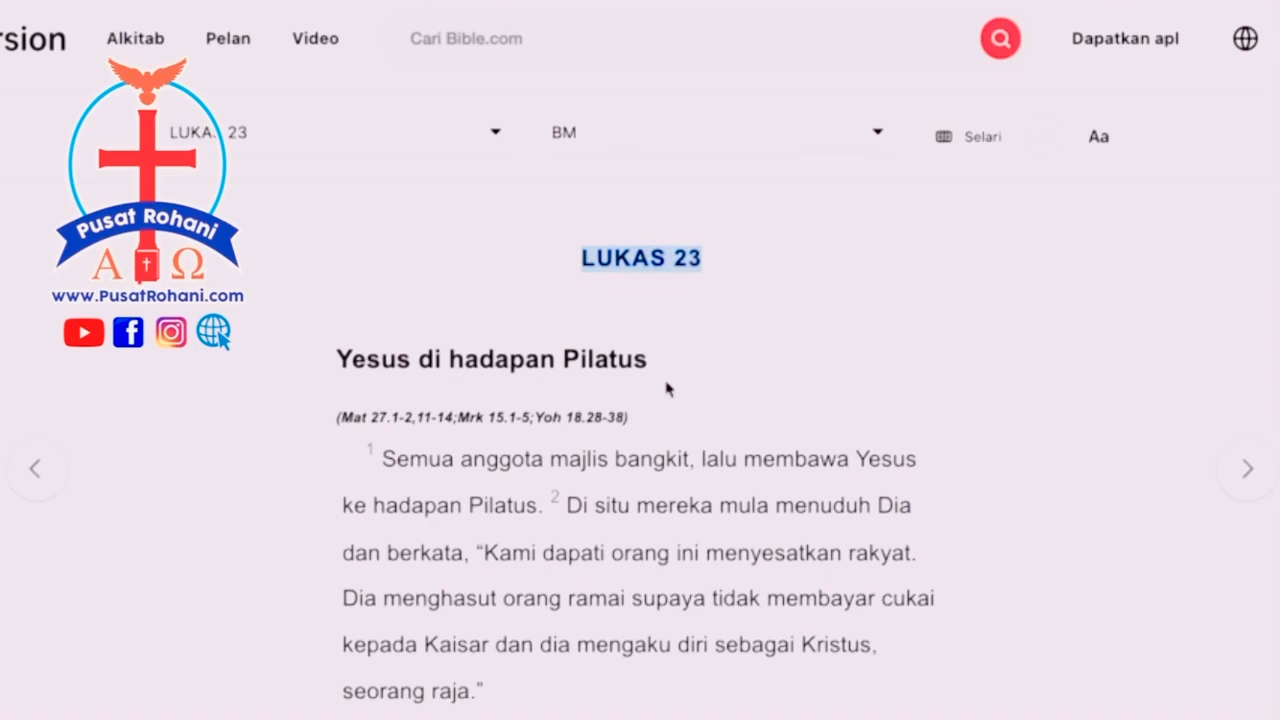 rsion Alkitab Pelan Video Cari Bible.com Dapatkan apl
LUKAS 23 BM Selari Aa
Pusat Rohani
Α Ω
www.PusatRohani.com
LUKAS 23
Yesus di hadapan Pilatus
(Mat 27.1-2,11-14;Mrk 15.1-5;Yoh 18.28-38)
1 Semua anggota majlis bangkit, lalu membawa Yesus
ke hadapan Pilatus. 2 Di situ mereka mula menuduh Dia
dan berkata, “Kami dapati orang ini menyesatkan rakyat.
Dia menghasut orang ramai supaya tidak membayar cukai
kepada Kaisar dan dia mengaku diri sebagai Kristus,
seorang raja.”